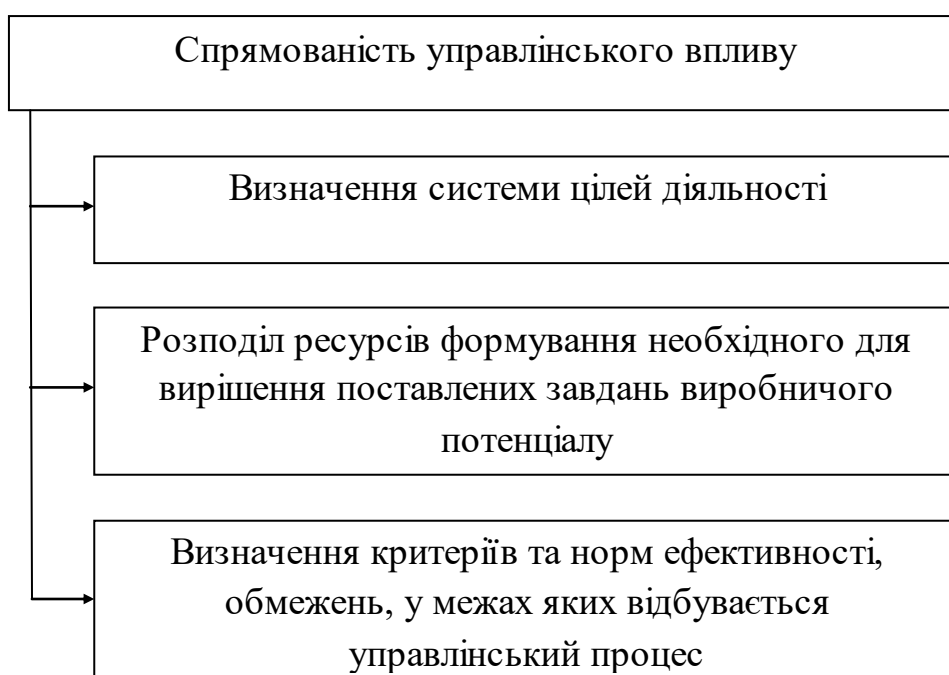 Спрямованість управлінського впливу
Визначення системи цілей діяльності
Розподіл ресурсів формування необхідного для
вирішення поставлених завдань виробничого
потенціалу
Визначення критеріїв та норм ефективності,
обмежень, у межах яких відбувається
управлінський процес